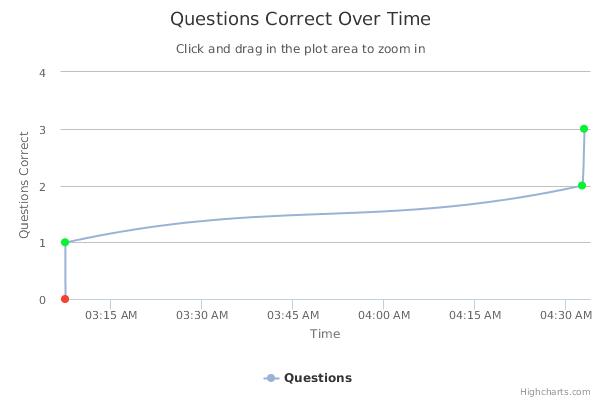 Questions Correct Over Time
Click and drag in the plot area to zoom in
4
3
2
1
0
Questions Correct
03:15 AM
03:30 AM
03:45 AM
04:00 AM
04:15 AM
04:30 AM
Time
Questions
Highcharts.com